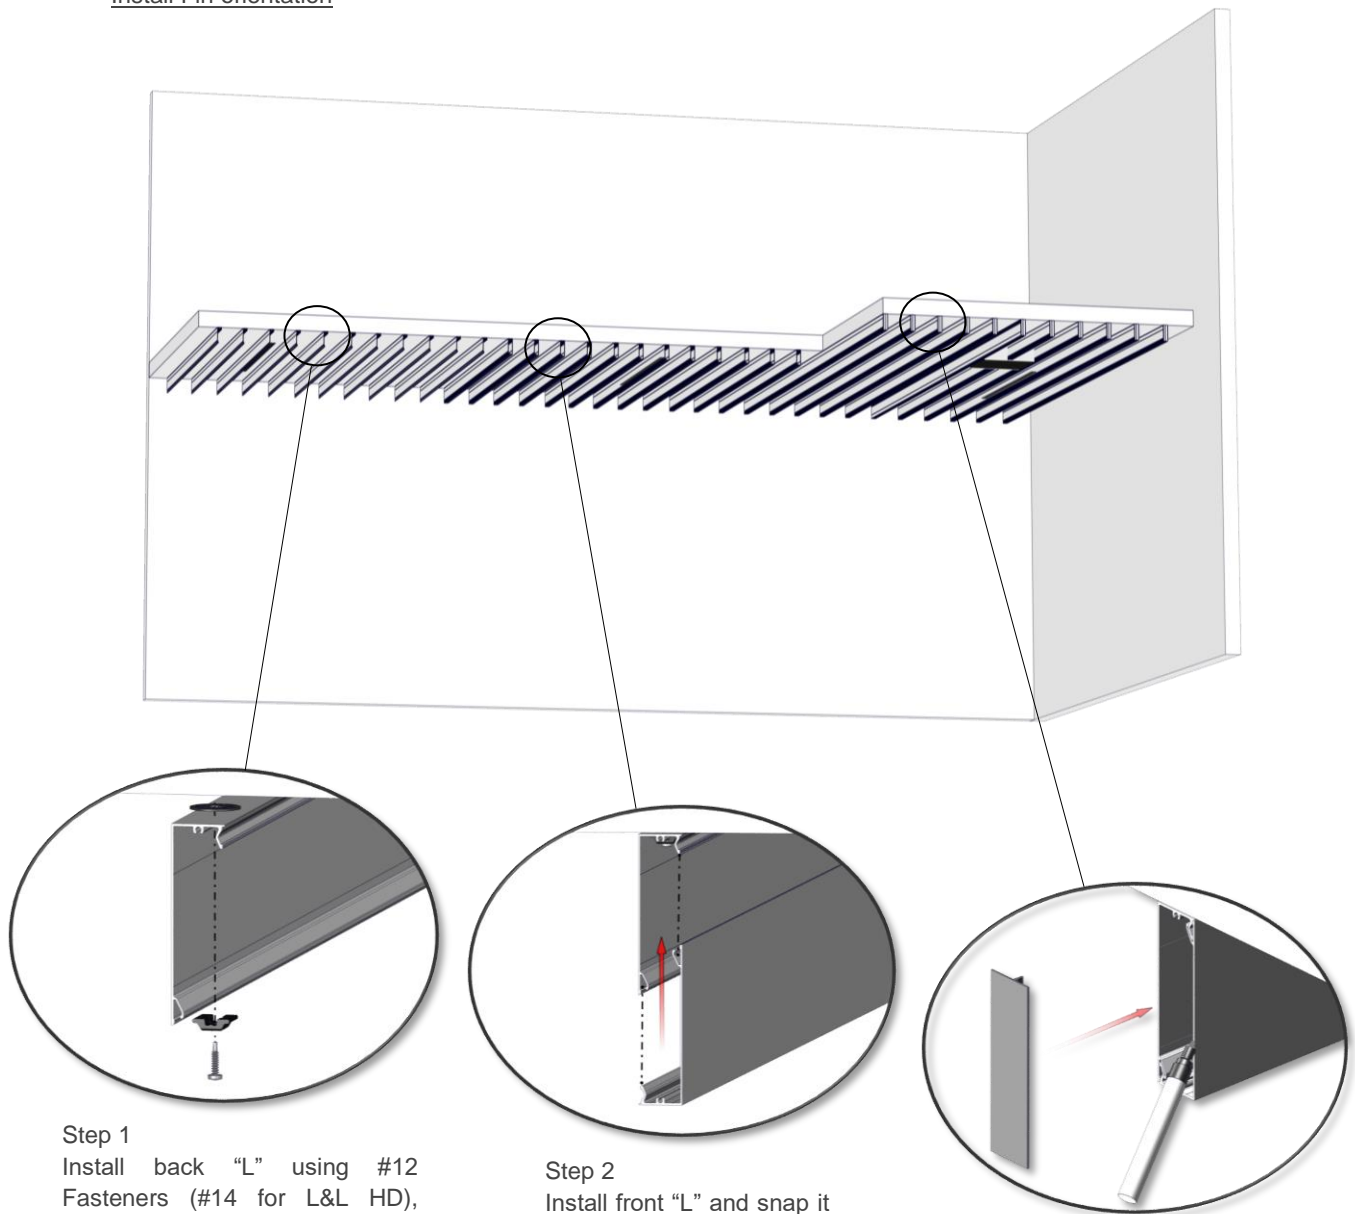 Install Fin orientation
Step 1
Install back “L” using #12
Fasteners (#14 for L&L HD),
Step 2
Install front “L” and snap it